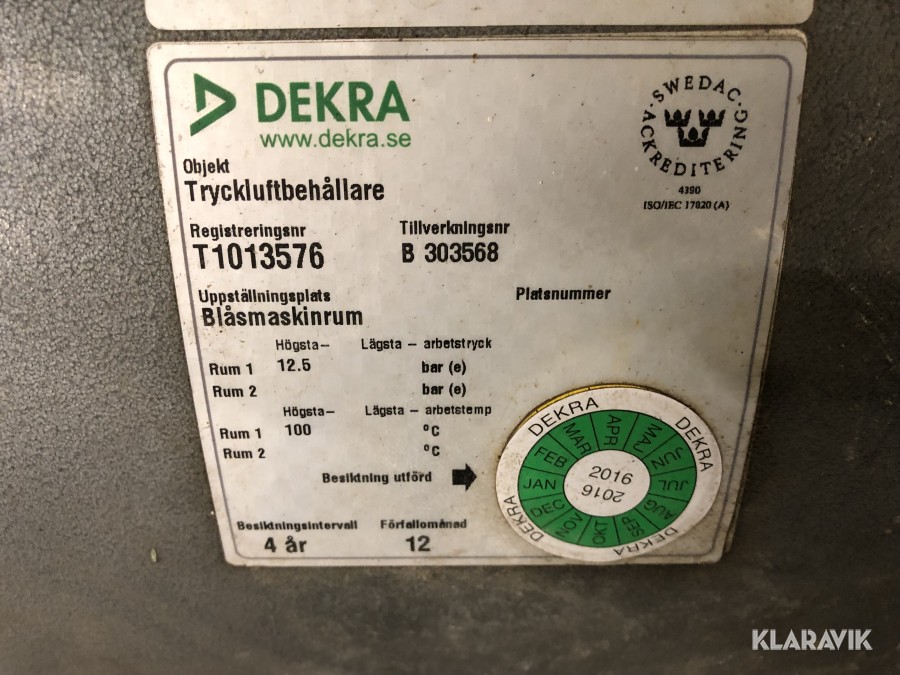 DEKRA
www.dekra.se
SWEDAC · ACKREDITERING ·
4390
ISO/IEC 17020 (A)
Objekt
Tryckluftbehållare
Registreringsnr Tillverkningsnr
T1013576 B 303568
Uppställningsplats Platsnummer
Blåsmaskinrum
Högsta– Lägsta – arbetstryck
Rum 1 12.5 bar (e)
Rum 2 bar (e)
Högsta– Lägsta – arbetstemp
Rum 1 100 °C
Rum 2 °C
Besiktning utförd
Besiktningsintervall Förfallomånad
4 år 12
DEKRA DEKRA DEKRA DEKRA DEKRA
JAN FEB MAR APR MAJ JUN JUL AUG SEP OKT NOV DEC
2016
2016
KLARAVIK